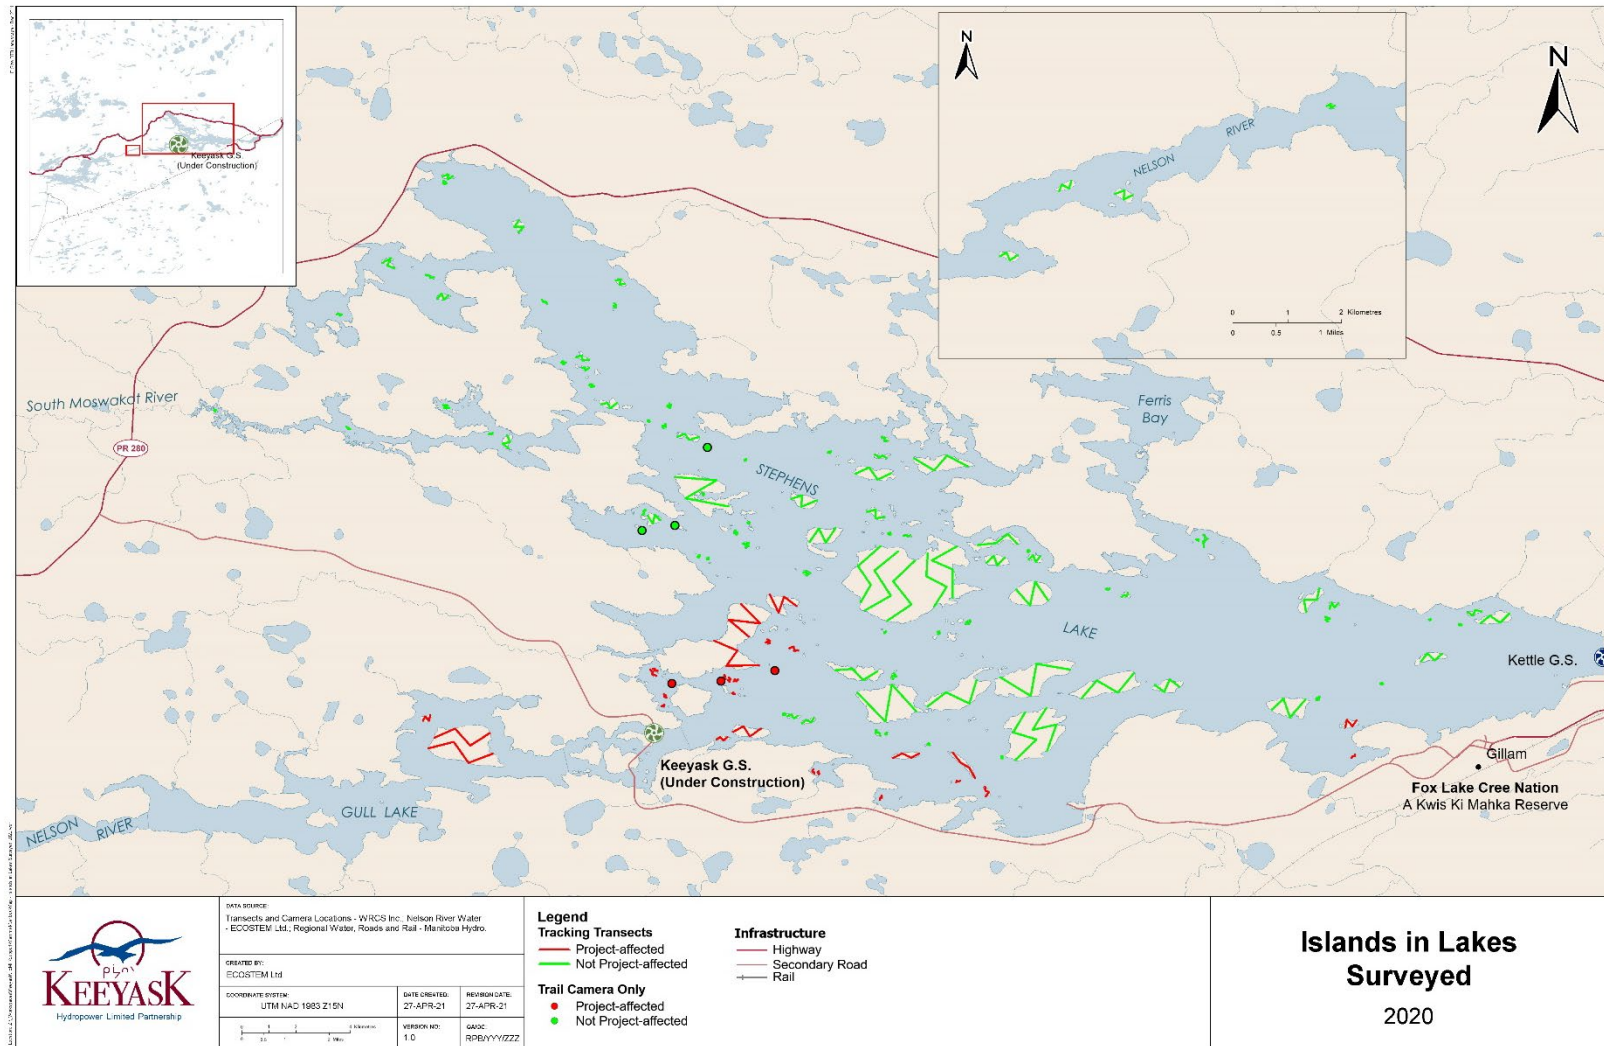 Keeyask G.S.
(Under Construction)
N
NELSON
RIVER
0 1 2 Kilometres
0 0.5 1 Miles
N
South Moswakot River
PR 280
STEPHENS
LAKE
Ferris
Bay
Kettle G.S.
Gillam
Fox Lake Cree Nation
A Kwis Ki Mahka Reserve
Keeyask G.S.
(Under Construction)
GULL LAKE
NELSON
RIVER
KEEYASK
Hydropower Limited Partnership
DATA SOURCE:
Transects and Camera Locations - WRCS Inc.; Nelson River Water
- ECOSTEM Ltd.; Regional Water, Roads and Rail - Manitoba Hydro.
CREATED BY:
ECOSTEM Ltd
COORDINATE SYSTEM:
UTM NAD 1983 Z15N
DATE CREATED:
27-APR-21
REVISION DATE:
27-APR-21
VERSION NO:
1.0
QA/QC:
RPB/YYY/ZZZ
Legend
Tracking Transects
Project-affected
Not Project-affected
Trail Camera Only
Project-affected
Not Project-affected
Infrastructure
Highway
Secondary Road
Rail
Islands in Lakes
Surveyed
2020